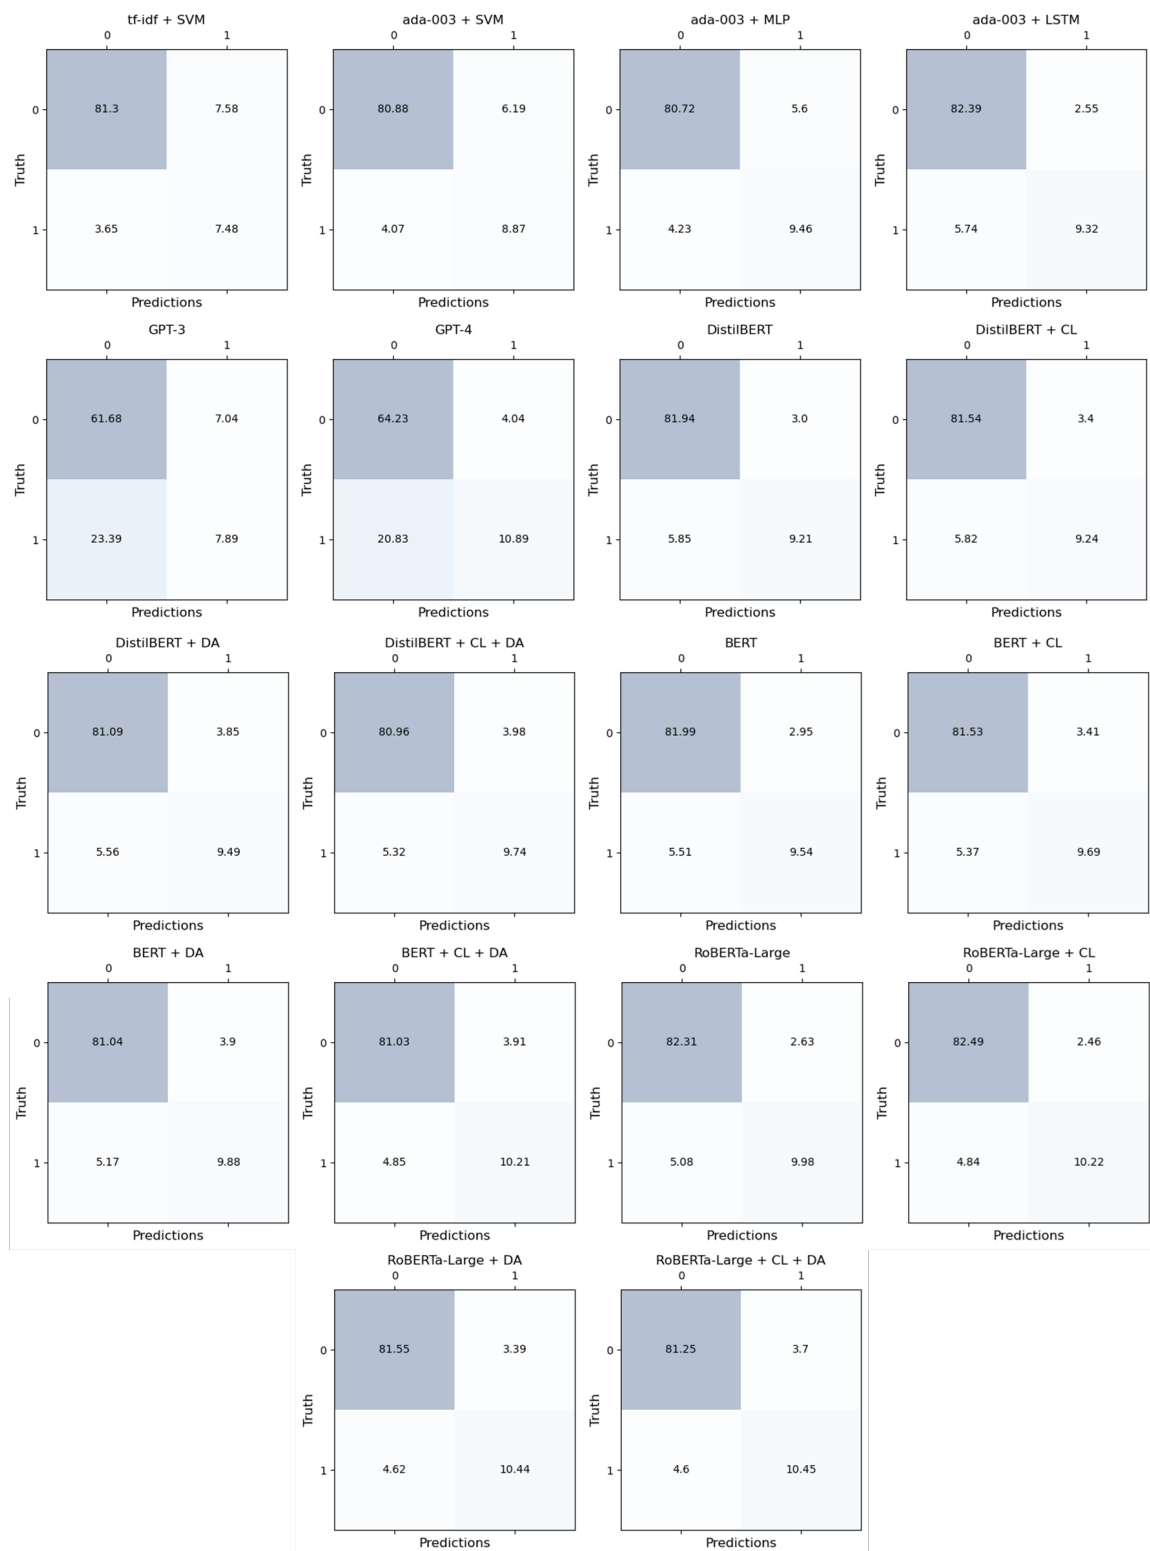 tf-idf + SVM
0 1
0 81.3 7.58
Truth
1 3.65 7.48
Predictions
ada-003 + SVM
0 1
0 80.88 6.19
Truth
1 4.07 8.87
Predictions
ada-003 + MLP
0 1
0 80.72 5.6
Truth
1 4.23 9.46
Predictions
ada-003 + LSTM
0 1
0 82.39 2.55
Truth
1 5.74 9.32
Predictions
GPT-3
0 1
0 61.68 7.04
Truth
1 23.39 7.89
Predictions
GPT-4
0 1
0 64.23 4.04
Truth
1 20.83 10.89
Predictions
DistilBERT
0 1
0 81.94 3.0
Truth
1 5.85 9.21
Predictions
DistilBERT + CL
0 1
0 81.54 3.4
Truth
1 5.82 9.24
Predictions
DistilBERT + DA
0 1
0 81.09 3.85
Truth
1 5.56 9.49
Predictions
DistilBERT + CL + DA
0 1
0 80.96 3.98
Truth
1 5.32 9.74
Predictions
BERT
0 1
0 81.99 2.95
Truth
1 5.51 9.54
Predictions
BERT + CL
0 1
0 81.53 3.41
Truth
1 5.37 9.69
Predictions
BERT + DA
0 1
0 81.04 3.9
Truth
1 5.17 9.88
Predictions
BERT + CL + DA
0 1
0 81.03 3.91
Truth
1 4.85 10.21
Predictions
RoBERTa-Large
0 1
0 82.31 2.63
Truth
1 5.08 9.98
Predictions
RoBERTa-Large + CL
0 1
0 82.49 2.46
Truth
1 4.84 10.22
Predictions
RoBERTa-Large + DA
0 1
0 81.55 3.39
Truth
1 4.62 10.44
Predictions
RoBERTa-Large + CL + DA
0 1
0 81.25 3.7
Truth
1 4.6 10.45
Predictions